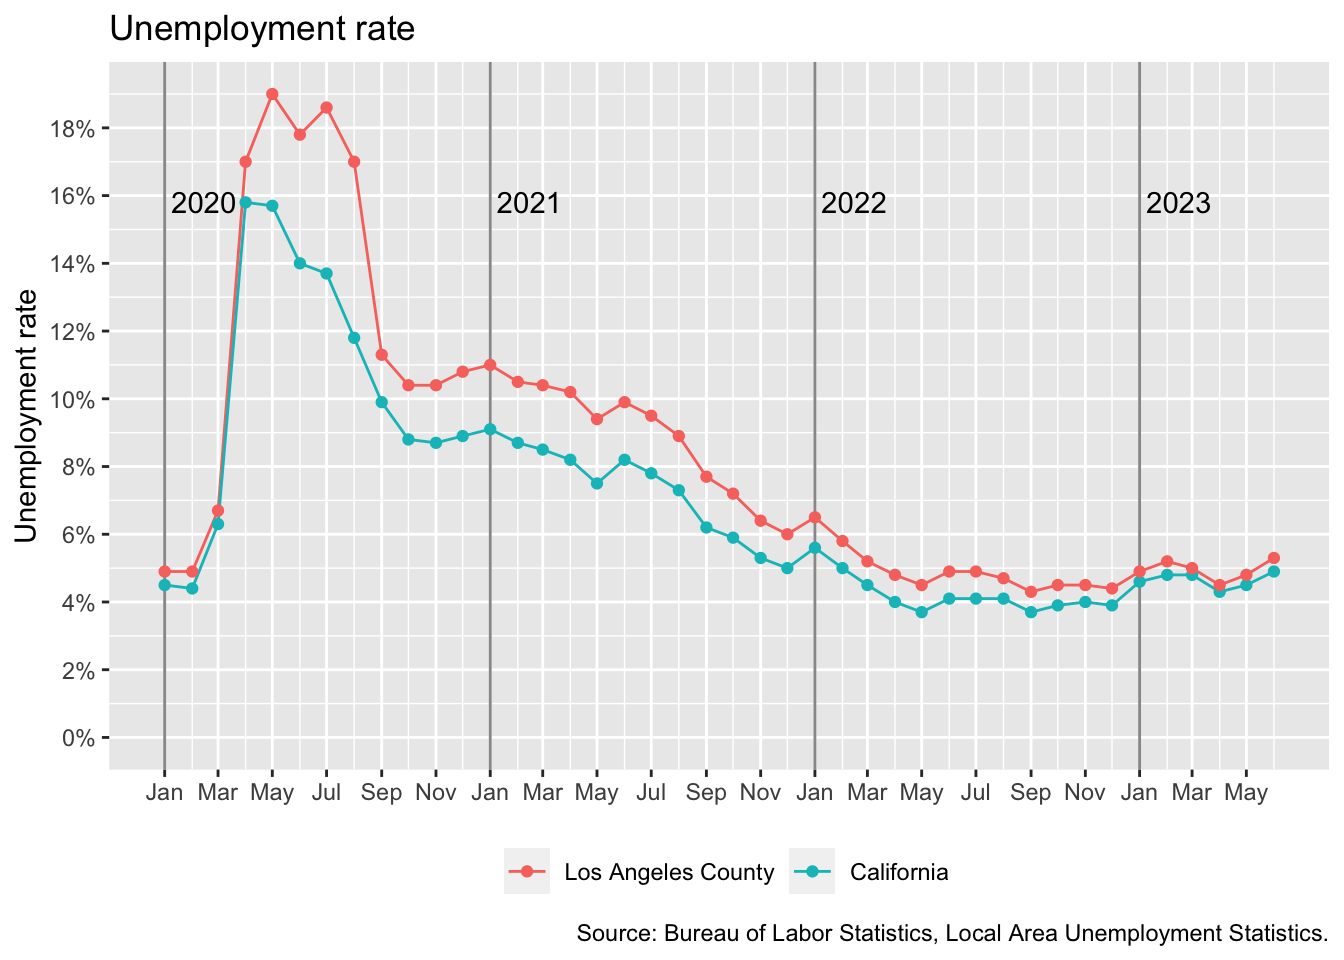 Unemployment rate
18%
16%
14%
12%
10%
8%
6%
4%
2%
0%
Unemployment rate
2020
2021
2022
2023
Jan Mar May Jul Sep Nov Jan Mar May Jul Sep Nov Jan Mar May Jul Sep Nov Jan Mar May
Los Angeles County California
Source: Bureau of Labor Statistics, Local Area Unemployment Statistics.